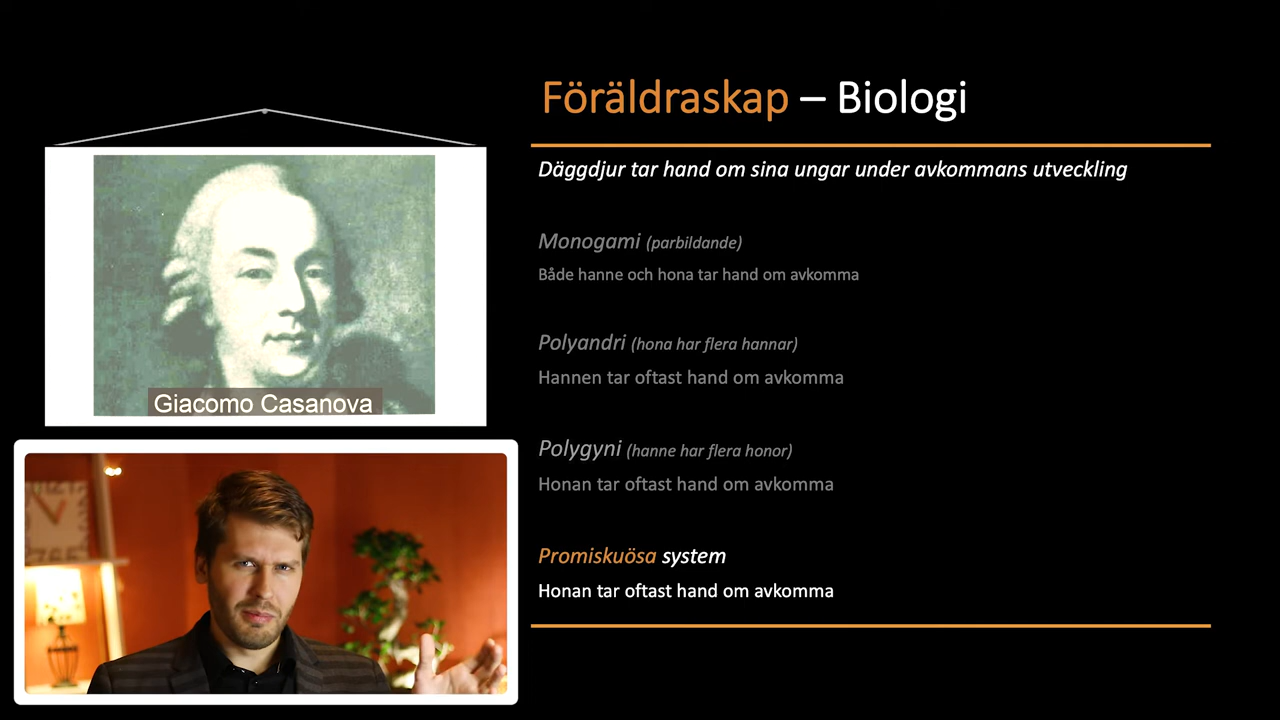 Föräldraskap – Biologi
Däggdjur tar hand om sina ungar under avkommans utveckling
Monogami (parbildande)
Både hanne och hona tar hand om avkomma
Polyandri (hona har flera hannar)
Hannen tar oftast hand om avkomma
Polygyni (hanne har flera honor)
Honan tar oftast hand om avkomma
Promiskuösa system
Honan tar oftast hand om avkomma
Giacomo Casanova